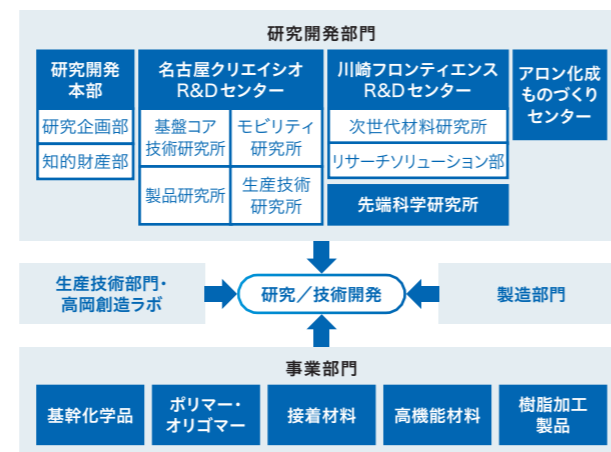 研究開発部門
研究開発
本部
研究企画部
知的財産部
名古屋クリエイシオ
R&Dセンター
基盤コア
技術研究所
モビリティ
研究所
製品研究所
生産技術
研究所
川崎フロンティエンス
R&Dセンター
次世代材料研究所
リサーチソリューション部
先端科学研究所
アロン化成
ものづくり
センター
生産技術部門・
高岡創造ラボ
研究／技術開発
製造部門
事業部門
基幹化学品
ポリマー・
オリゴマー
接着材料
高機能材料
樹脂加工
製品